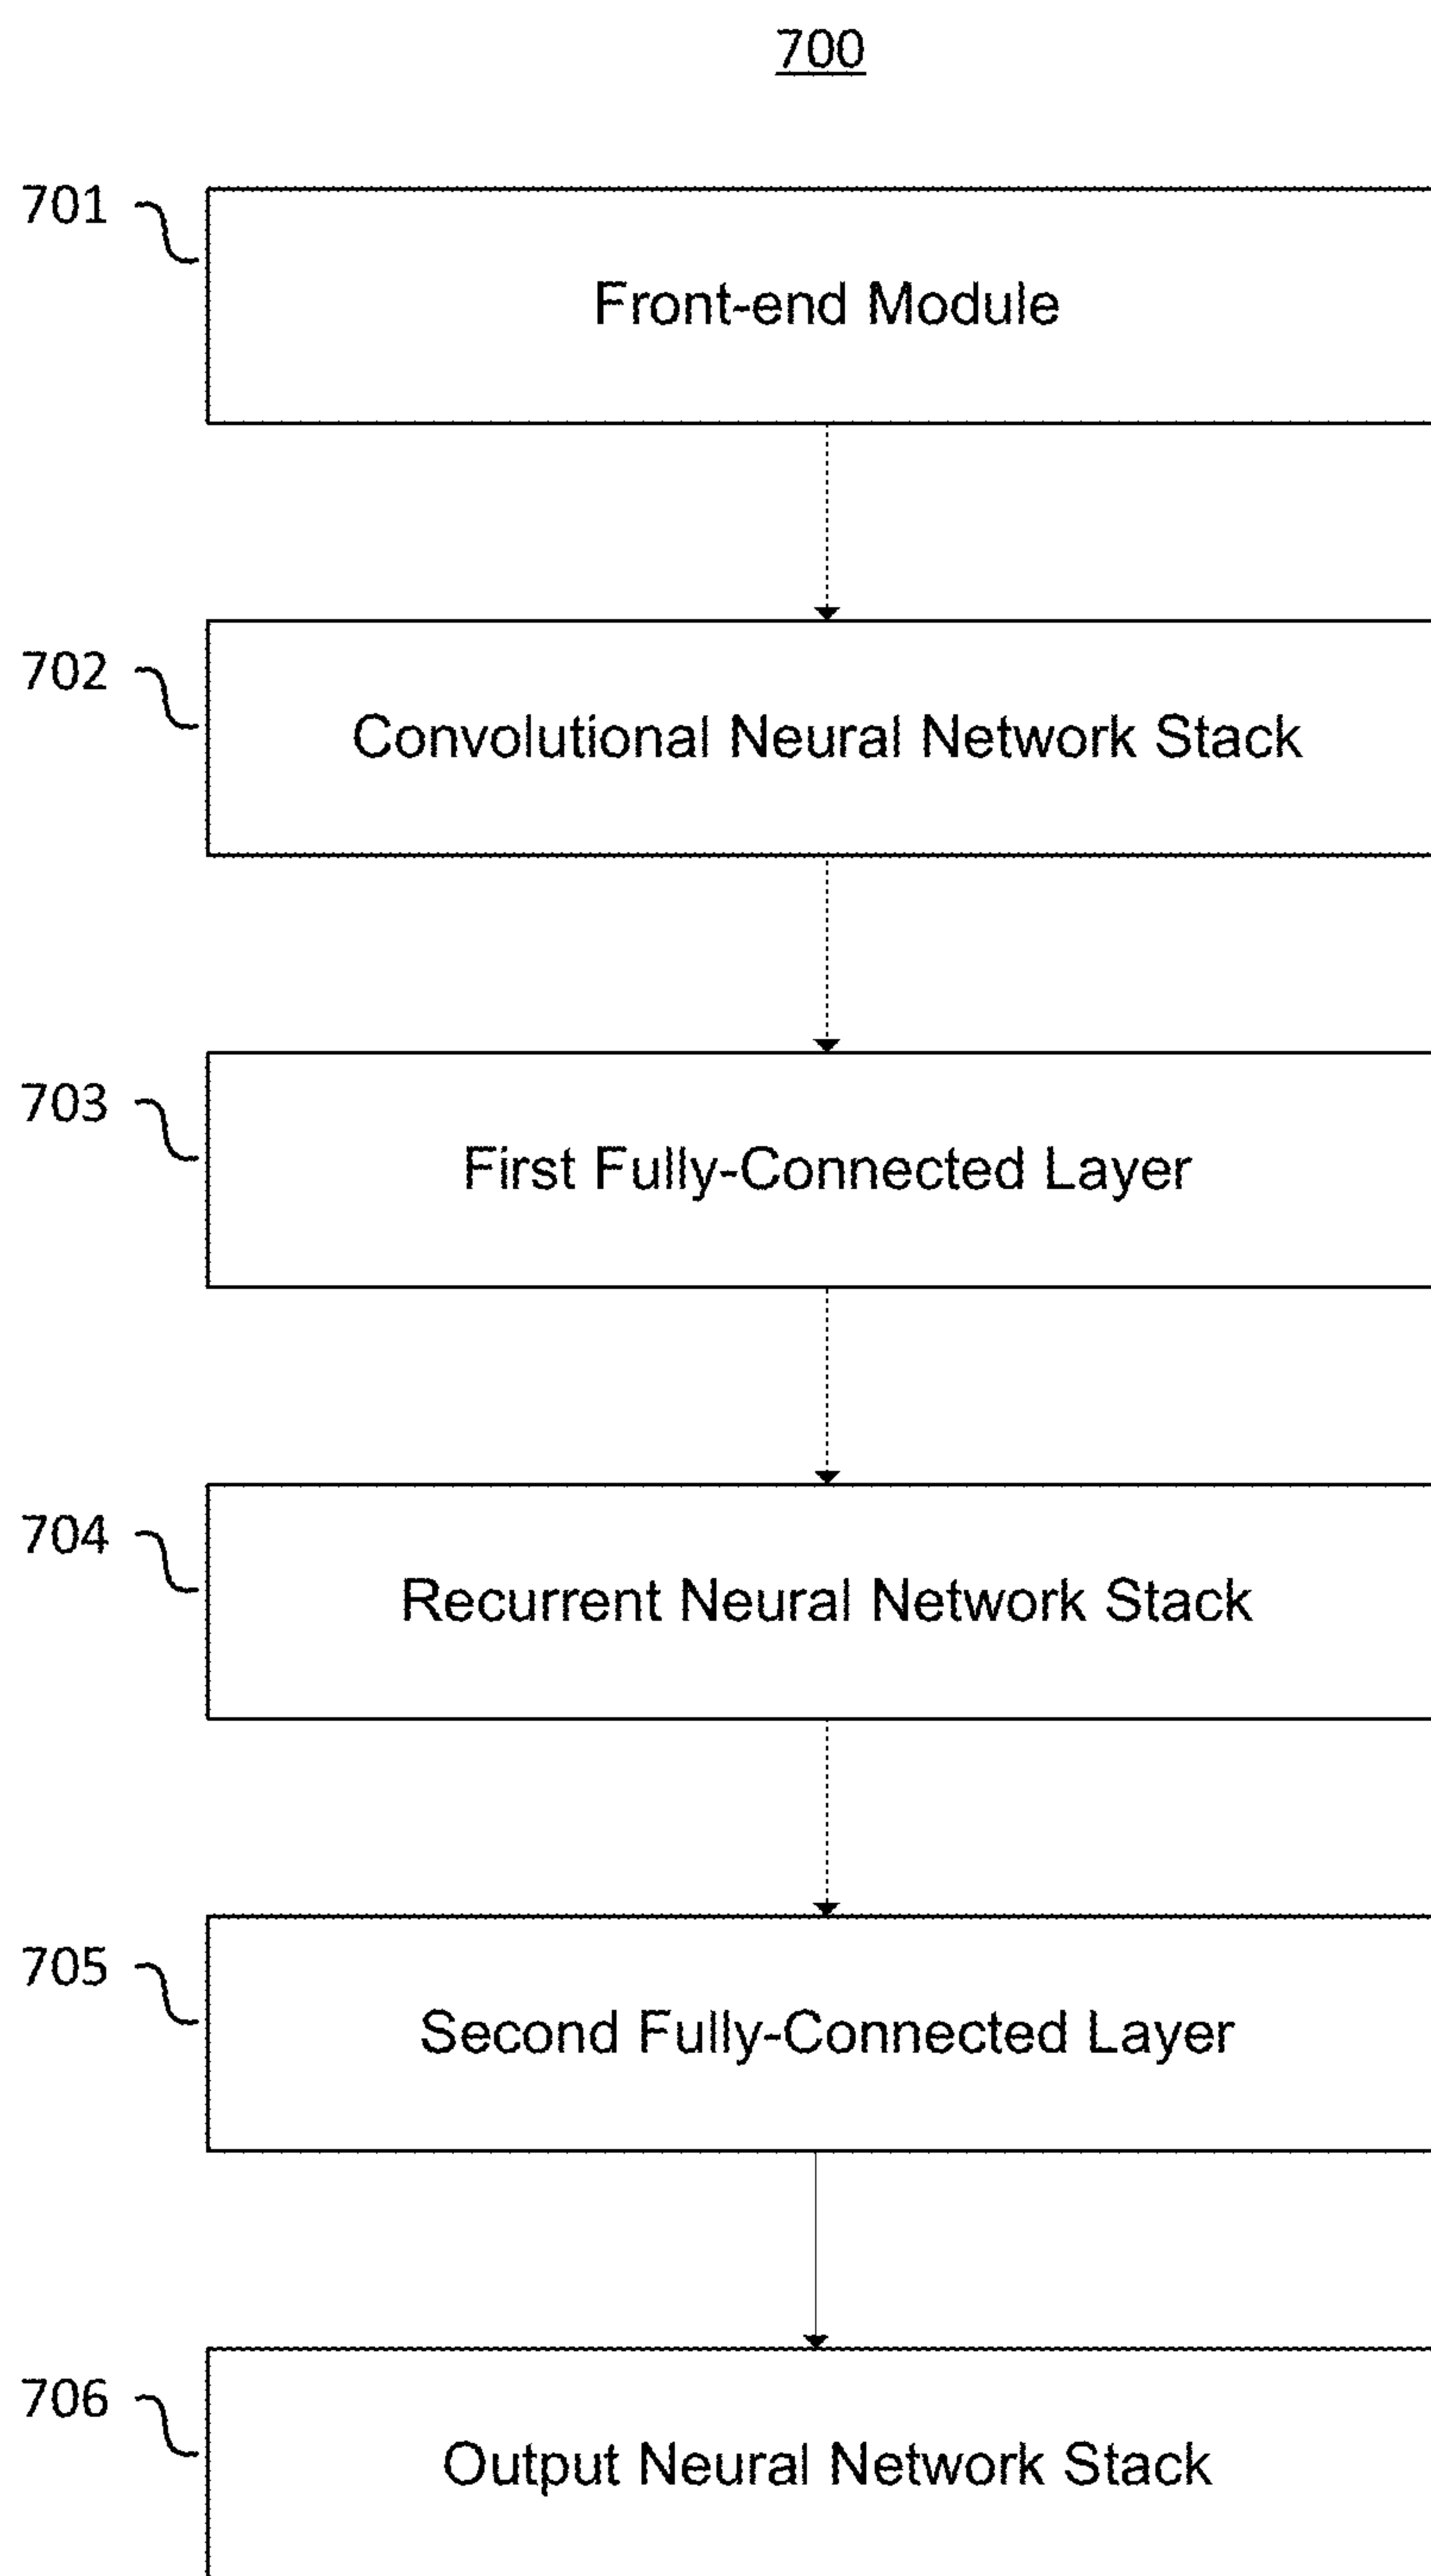 700
701
Front-end Module
702
Convolutional Neural Network Stack
703
First Fully-Connected Layer
704
Recurrent Neural Network Stack
705
Second Fully-Connected Layer
706
Output Neural Network Stack